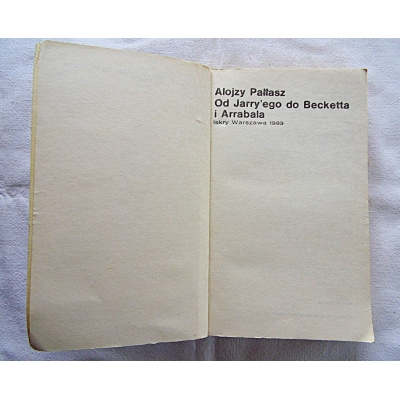 Alojzy Pałłasz
Od Jarry'ego do Becketta
i Arrabala
Iskry Warszawa 1989